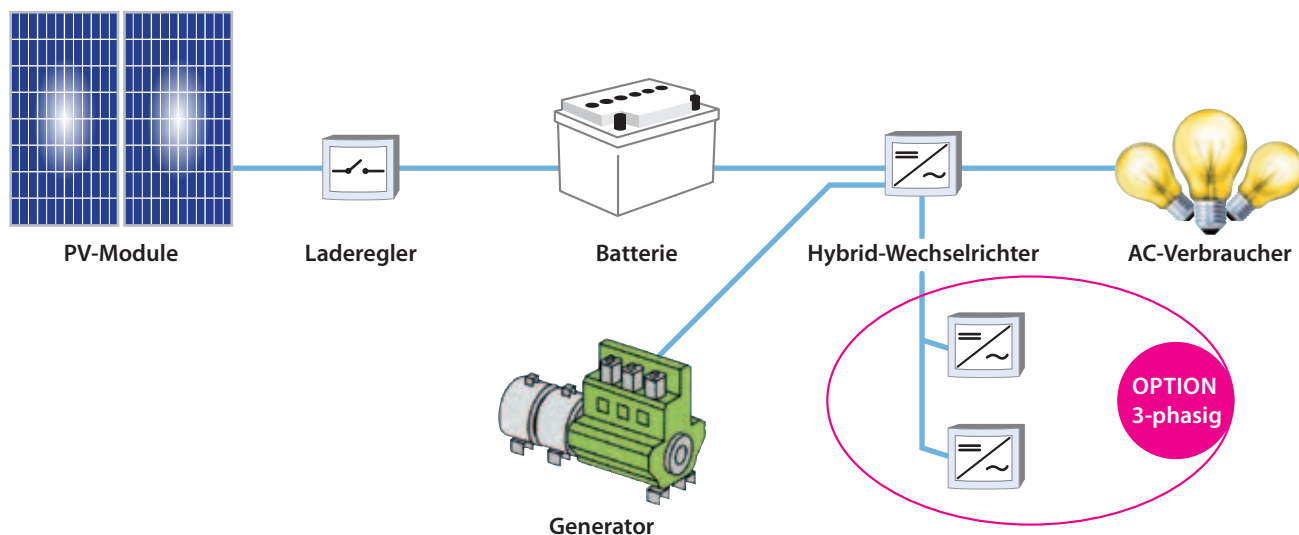 PV-Module
Laderegler
Batterie
Hybrid-Wechselrichter
AC-Verbraucher
OPTION
3-phasig
Generator